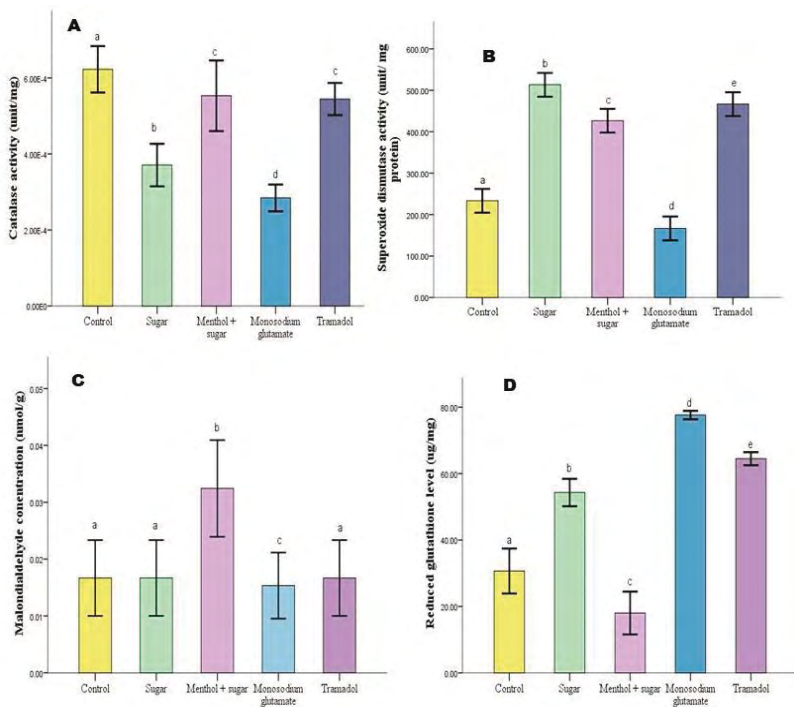 A
Catalase activity (unit/mg)
6.00E-4
4.00E-4
2.00E-4
0.00E0
a
b
c
d
c
Control
Sugar
Menthol + sugar
Monosodium glutamate
Tramadol
B
Superoxide dismutase activity (unit/ mg protein)
600.00
500.00
400.00
300.00
200.00
100.00
00.00
a
b
c
d
e
Control
Sugar
Menthol + sugar
Monosodium glutamate
Tramadol
C
Malondialdehyde conentration (nmol/g)
0.05
0.04
0.03
0.02
0.01
0.00
a
a
b
c
a
Control
Sugar
Menthol + sugar
Monosodium glutamate
Tramadol
D
Reduced glutathione level (ug/mg)
80.00
60.00
40.00
20.00
00.00
a
b
c
d
e
Control
Sugar
Menthol + sugar
Monosodium glutamate
Tramadol